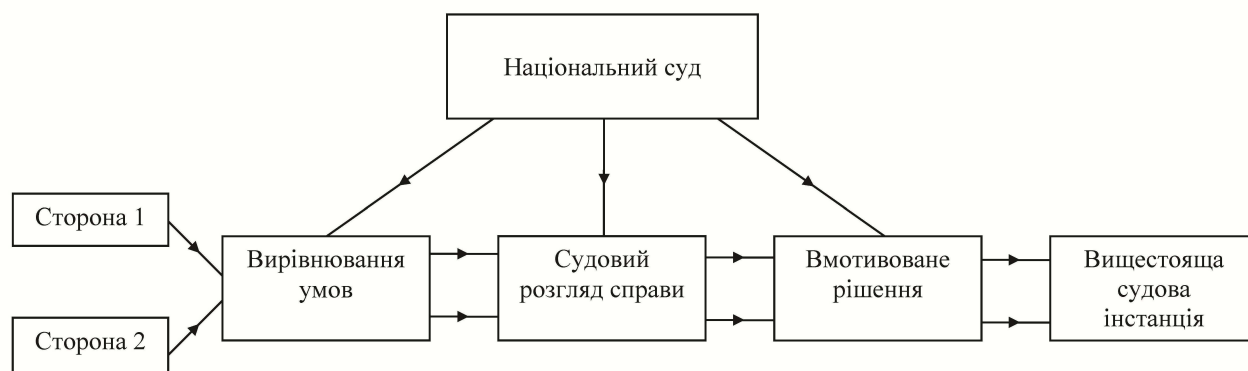 Національний суд
Сторона 1
Сторона 2
Вирівнювання
умов
Судовий
розгляд справи
Вмотивоване
рішення
Вищестояща
судова
інстанція